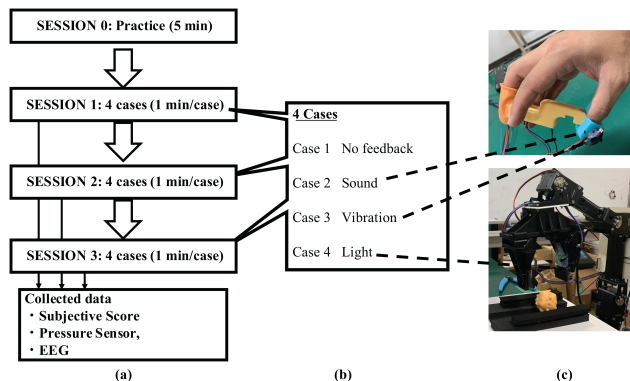 SESSION 0: Practice (5 min)
SESSION 1: 4 cases (1 min/case)
SESSION 2: 4 cases (1 min/case)
SESSION 3: 4 cases (1 min/case)
Collected data
・Subjective Score
・Pressure Sensor,
・EEG
(a)
4 Cases
Case 1 No feedback
Case 2 Sound
Case 3 Vibration
Case 4 Light
(b)
(c)